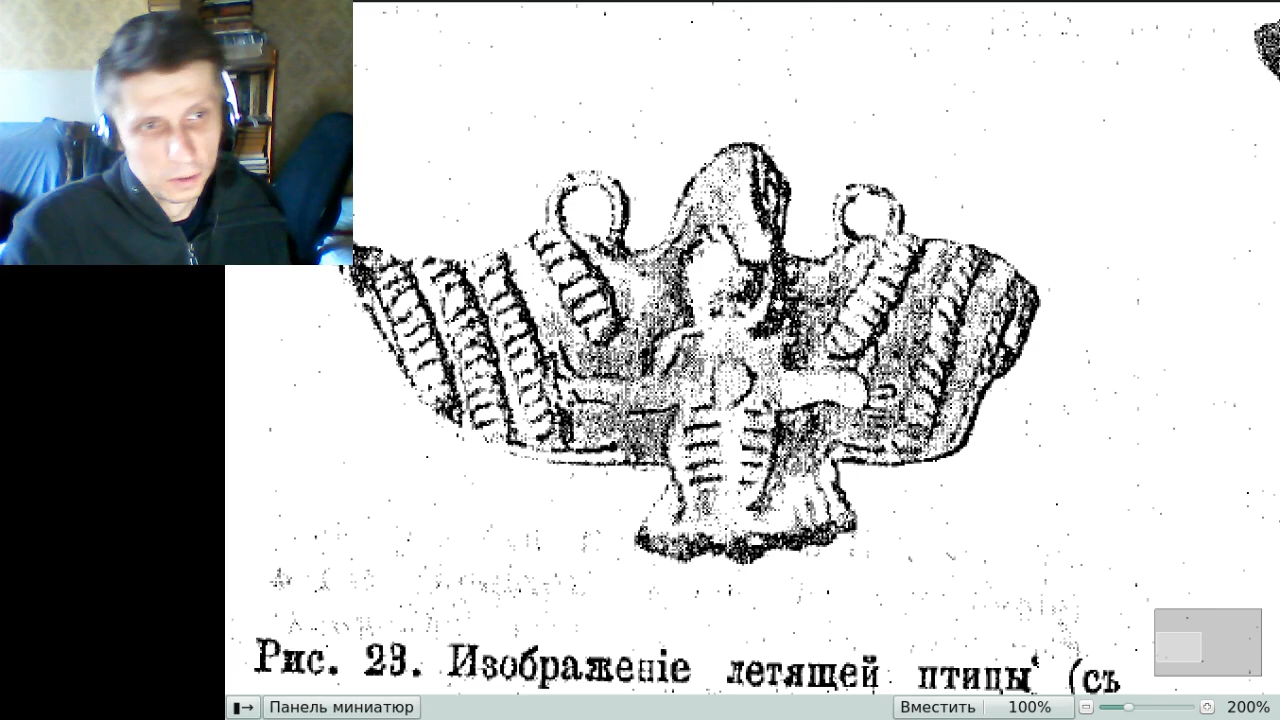 Рис. 23. Изображеніе летящей птицы (съ
Панель миниатюр
Вместить
100%
200%